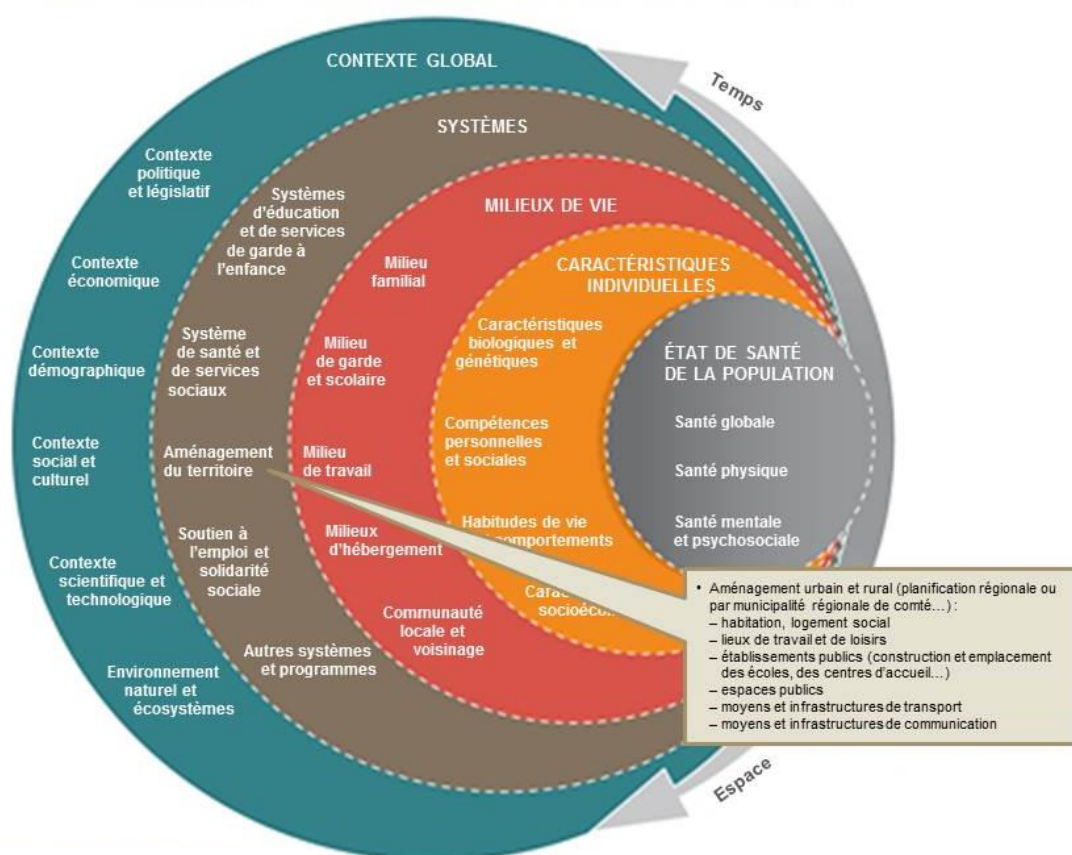 CONTEXTE GLOBAL
Temps
SYSTÈMES
Contexte
politique
et législatif
Systèmes
d'éducation
et de services
de garde à
l'enfance
MILIEUX DE VIE
Contexte
économique
Milieu
familial
CARACTÉRISTIQUES
INDIVIDUELLES
Contexte
démographique
Système
de santé et
de services
sociaux
Milieu
de garde
et scolaire
Caractéristiques
biologiques et
génétiques
ÉTAT DE SANTÉ
DE LA POPULATION
Santé globale
Santé physique
Santé mentale
et psychosociale
Contexte
social et
culturel
Aménagement
du territoire
Milieu
de travail
Compétences
personnelles
et sociales
Contexte
scientifique et
technologique
Soutien à
l'emploi et
solidarité
sociale
Milieux
d'hébergement
Habitudes de vie
comportements
Communauté
locale et
voisinage
Environnement
naturel et
écosystèmes
Autres systèmes
et programmes
• Aménagement urbain et rural (planification régionale ou
par municipalité régionale de comté…) :
– habitation, logement social
– lieux de travail et de loisirs
– établissements publics (construction et emplacement
des écoles, des centres d'accueil…)
– espaces publics
– moyens et infrastructures de transport
– moyens et infrastructures de communication
Espace